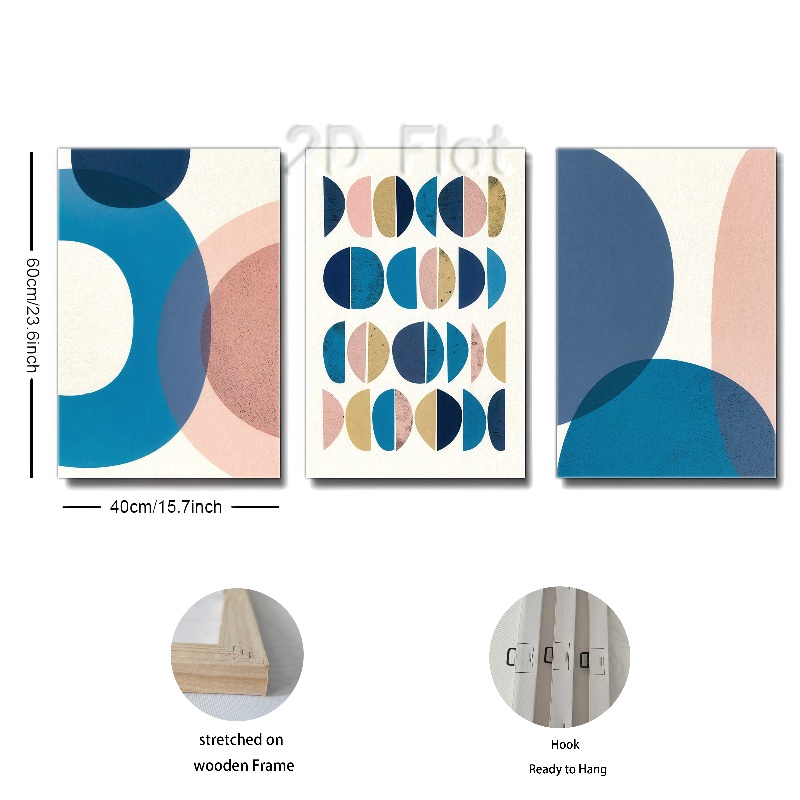 2D Flat
60cm/23.6inch
40cm/15.7inch
stretched on
wooden Frame
Hook
Ready to Hang